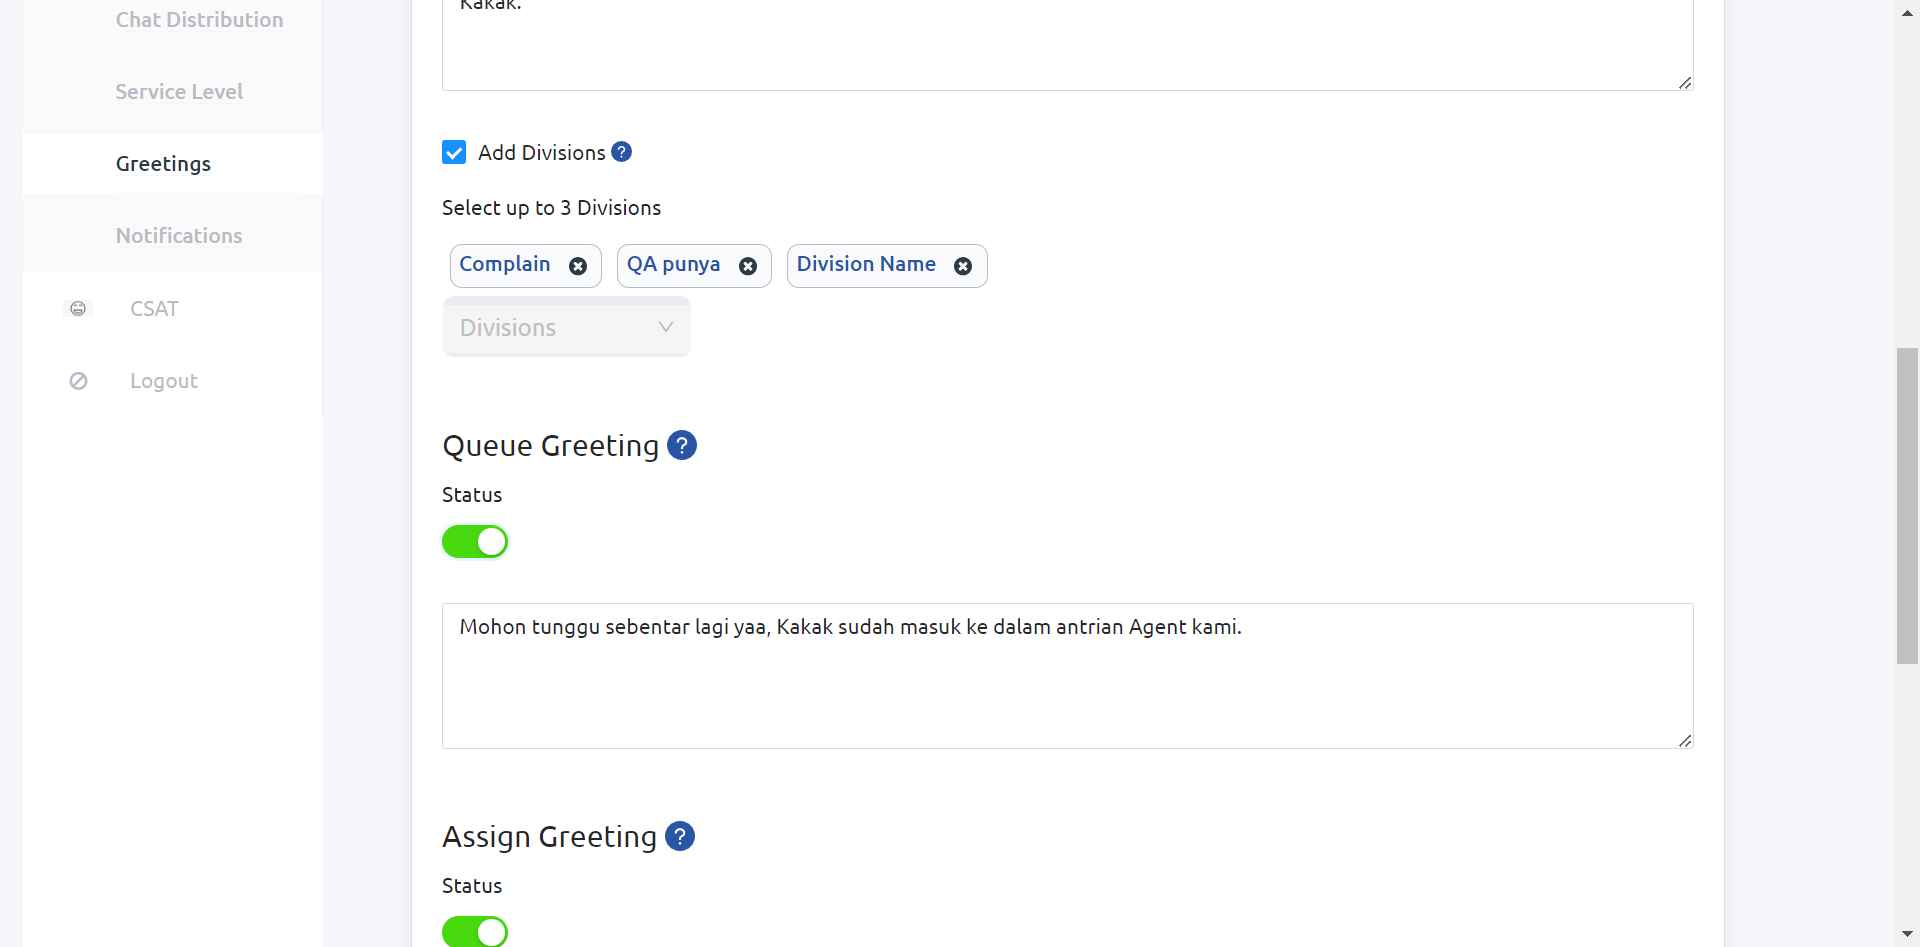 Chat Distribution
Service Level
Greetings
Notifications
CSAT
Logout
Kakak.
Add Divisions ?
Select up to 3 Divisions
Complain
QA punya
Division Name
Divisions
Queue Greeting ?
Status
Mohon tunggu sebentar lagi yaa, Kakak sudah masuk ke dalam antrian Agent kami.
Assign Greeting ?
Status